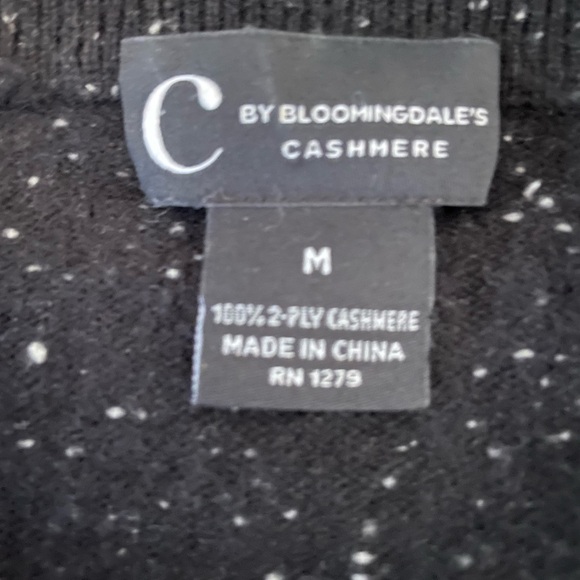 C BY BLOOMINGDALE'S
CASHMERE
M
100% 2-PLY CASHMERE
MADE IN CHINA
RN 1279